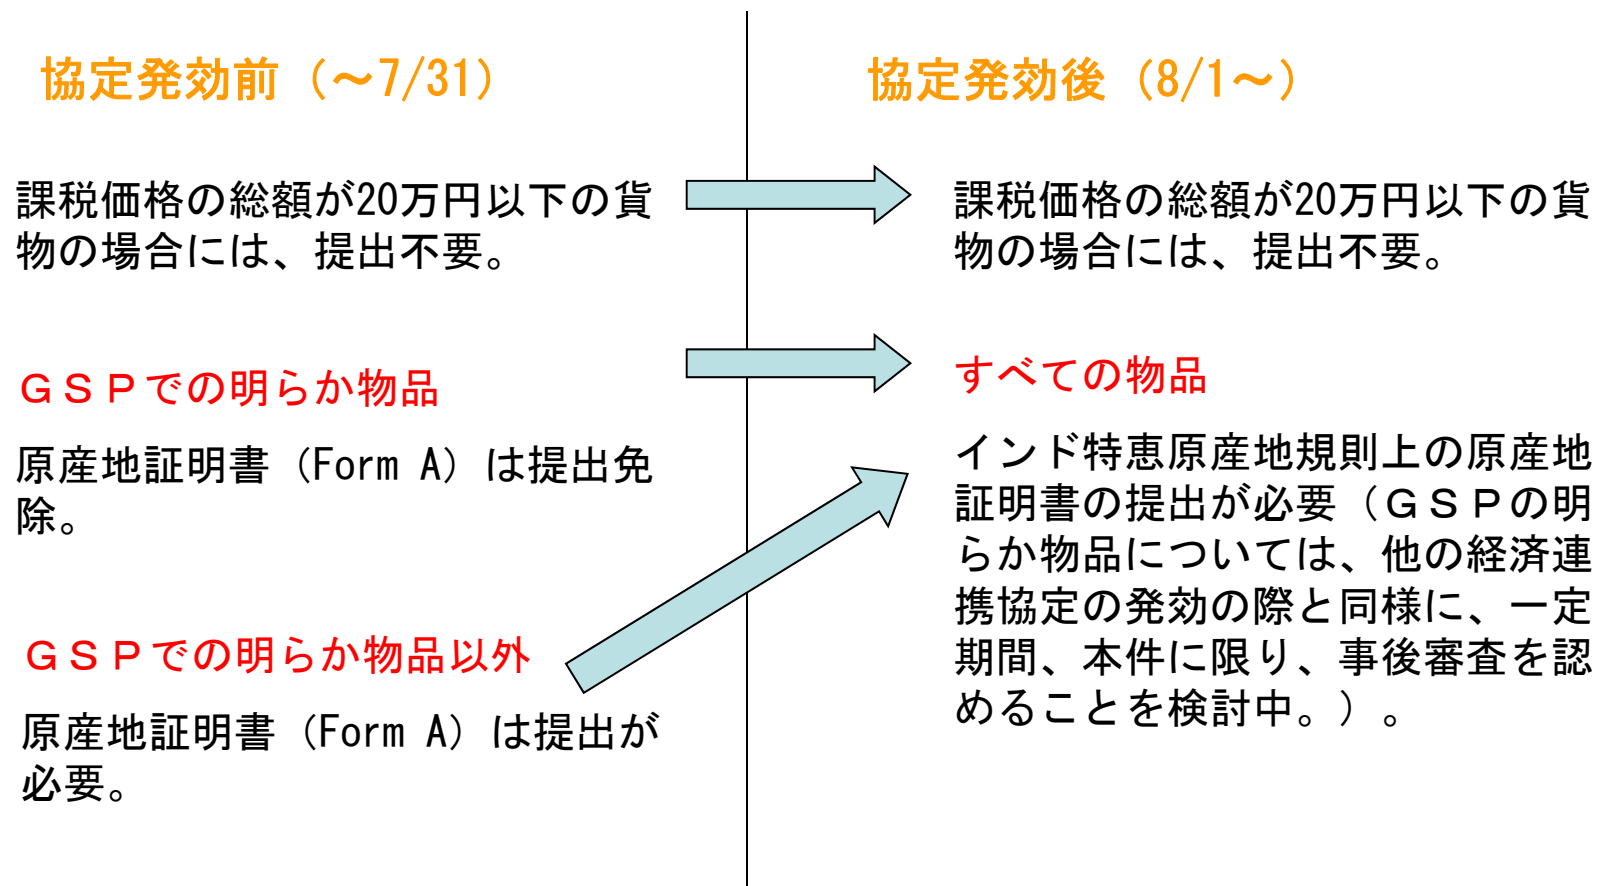 協定発効前（～7/31）
課税価格の総額が20万円以下の貨
物の場合には、提出不要。
ＧＳＰでの明らか物品
原産地証明書（Form A）は提出免
除。
ＧＳＰでの明らか物品以外
原産地証明書（Form A）は提出が
必要。
協定発効後（8/1～）
課税価格の総額が20万円以下の貨
物の場合には、提出不要。
すべての物品
インド特恵原産地規則上の原産地
証明書の提出が必要（ＧＳＰの明
らか物品については、他の経済連
携協定の発効の際と同様に、一定
期間、本件に限り、事後審査を認
めることを検討中。）。